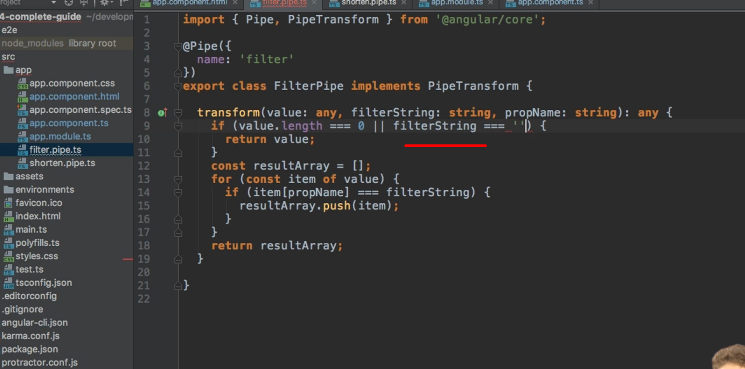 app.component.html
filter.pipe.ts
shorten.pipe.ts
app.module.ts
app.component.ts
4-complete-guide ~/developm
e2e
node_modules library root
src
app
app.component.css
app.component.html
app.component.spec.ts
app.component.ts
app.module.ts
filter.pipe.ts
shorten.pipe.ts
assets
environments
favicon.ico
index.html
main.ts
polyfills.ts
styles.css
test.ts
tsconfig.json
.editorconfig
.gitignore
angular-cli.json
karma.conf.js
package.json
protractor.conf.js
1 import { Pipe, PipeTransform } from '@angular/core';
2
3 @Pipe({
4 name: 'filter'
5 })
6 export class FilterPipe implements PipeTransform {
7
8 transform(value: any, filterString: string, propName: string): any {
9 if (value.length === 0 || filterString === '') {
10 return value;
11 }
12 const resultArray = [];
13 for (const item of value) {
14 if (item[propName] === filterString) {
15 resultArray.push(item);
16 }
17 }
18 return resultArray;
19 }
20
21 }
22